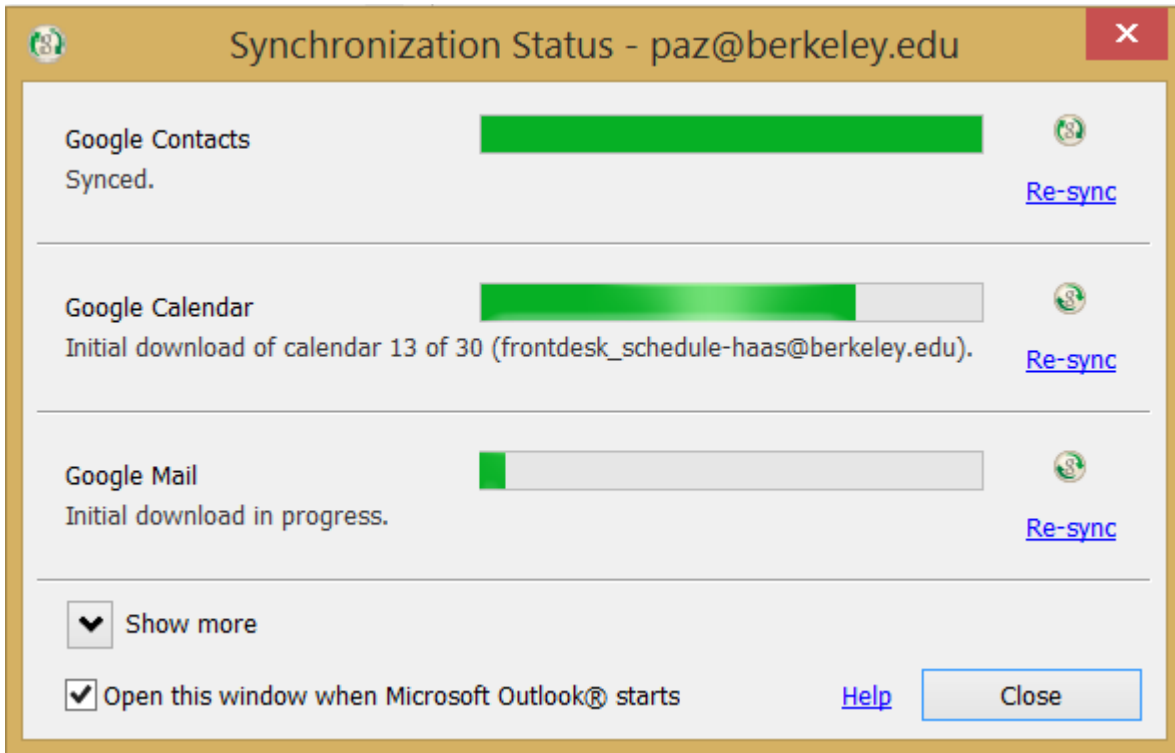 Synchronization Status - paz@berkeley.edu
Google Contacts
Synced.
Re-sync
Google Calendar
Initial download of calendar 13 of 30 (frontdesk_schedule-haas@berkeley.edu).
Re-sync
Google Mail
Initial download in progress.
Re-sync
Show more
Open this window when Microsoft Outlook® starts
Help
Close